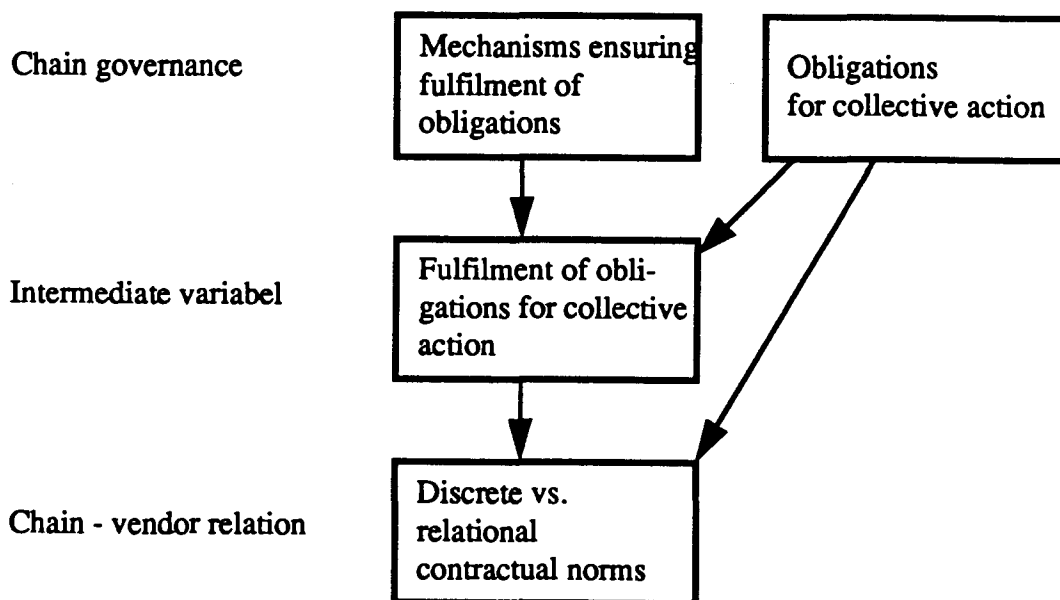 Chain governance
Mechanisms ensuring
fulfilment of
obligations
Obligations
for collective action
Intermediate variabel
Fulfilment of obli-
gations for collective
action
Chain - vendor relation
Discrete vs.
relational
contractual norms